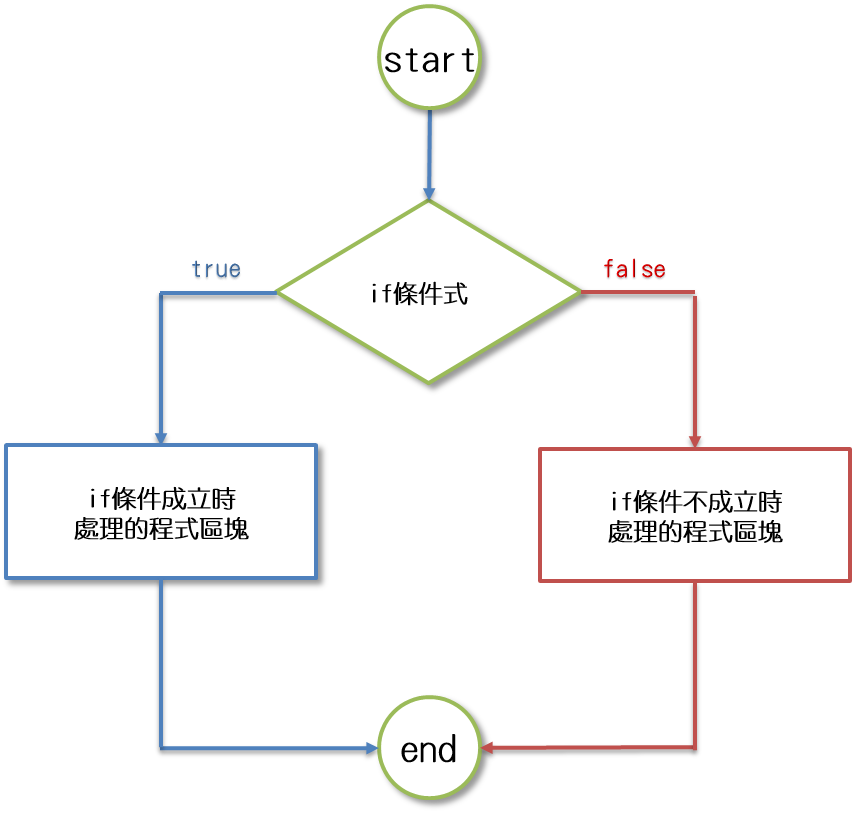 start
true
false
if條件式
if條件成立時
處理的程式區塊
if條件不成立時
處理的程式區塊
end